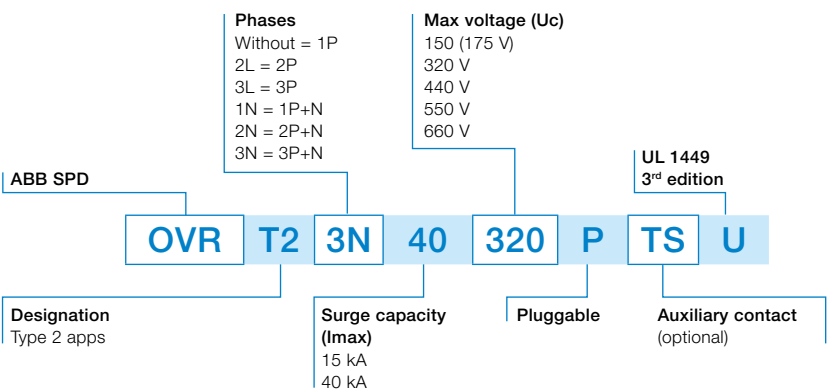 Phases
Without = 1P
2L = 2P
3L = 3P
1N = 1P+N
2N = 2P+N
3N = 3P+N
Max voltage (Uc)
150 (175 V)
320 V
440 V
550 V
660 V
ABB SPD
UL 1449
3rd edition
OVR T2 3N 40 320 P TS U
Designation
Type 2 apps
Surge capacity
(Imax)
15 kA
40 kA
Pluggable
Auxiliary contact
(optional)